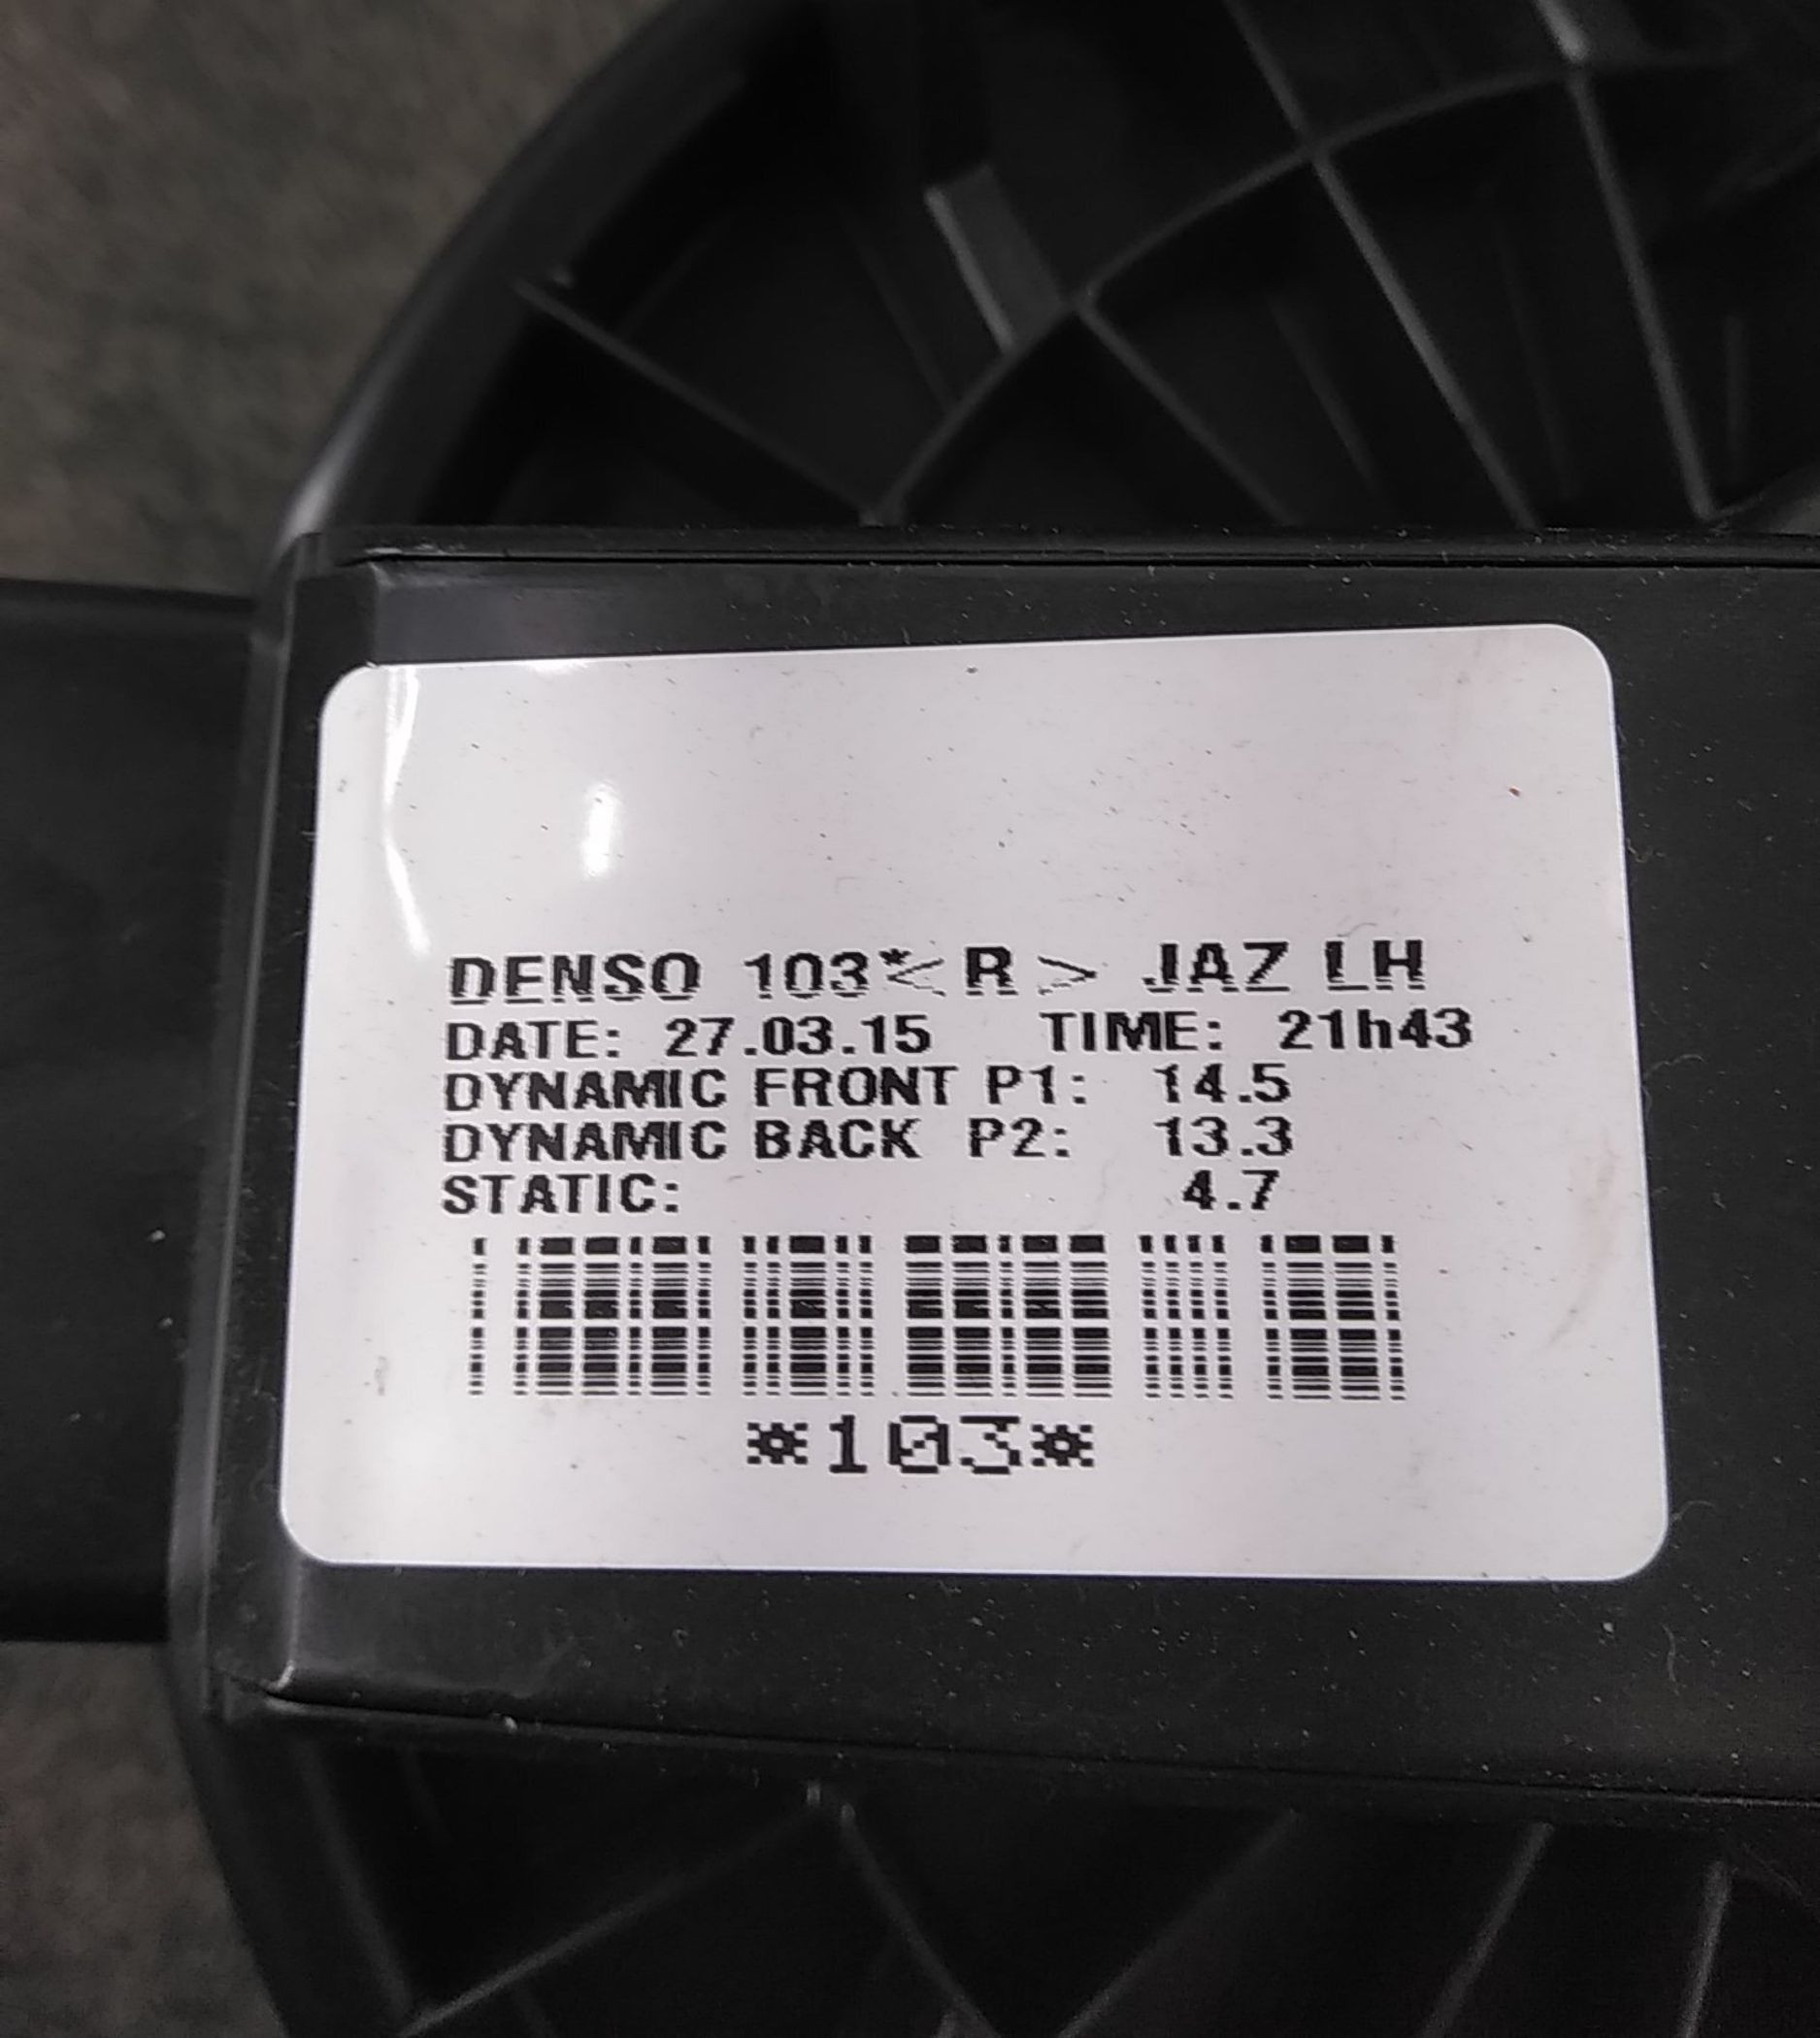 DENSO 103*<R> JAZ LH
DATE: 27.03.15 TIME: 21h43
DYNAMIC FRONT P1: 14.5
DYNAMIC BACK P2: 13.3
STATIC: 4.7
*103*